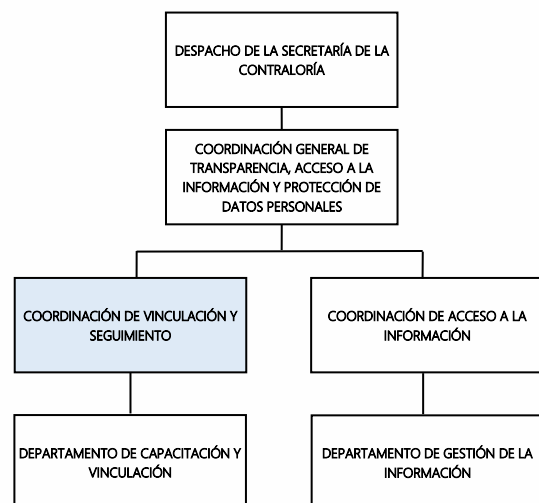 DESPACHO DE LA SECRETARÍA DE LA
CONTRALORÍA
COORDINACIÓN GENERAL DE
TRANSPARENCIA, ACCESO A LA
INFORMACIÓN Y PROTECCIÓN DE
DATOS PERSONALES
COORDINACIÓN DE VINCULACIÓN Y
SEGUIMIENTO
COORDINACIÓN DE ACCESO A LA
INFORMACIÓN
DEPARTAMENTO DE CAPACITACIÓN Y
VINCULACIÓN
DEPARTAMENTO DE GESTIÓN DE LA
INFORMACIÓN